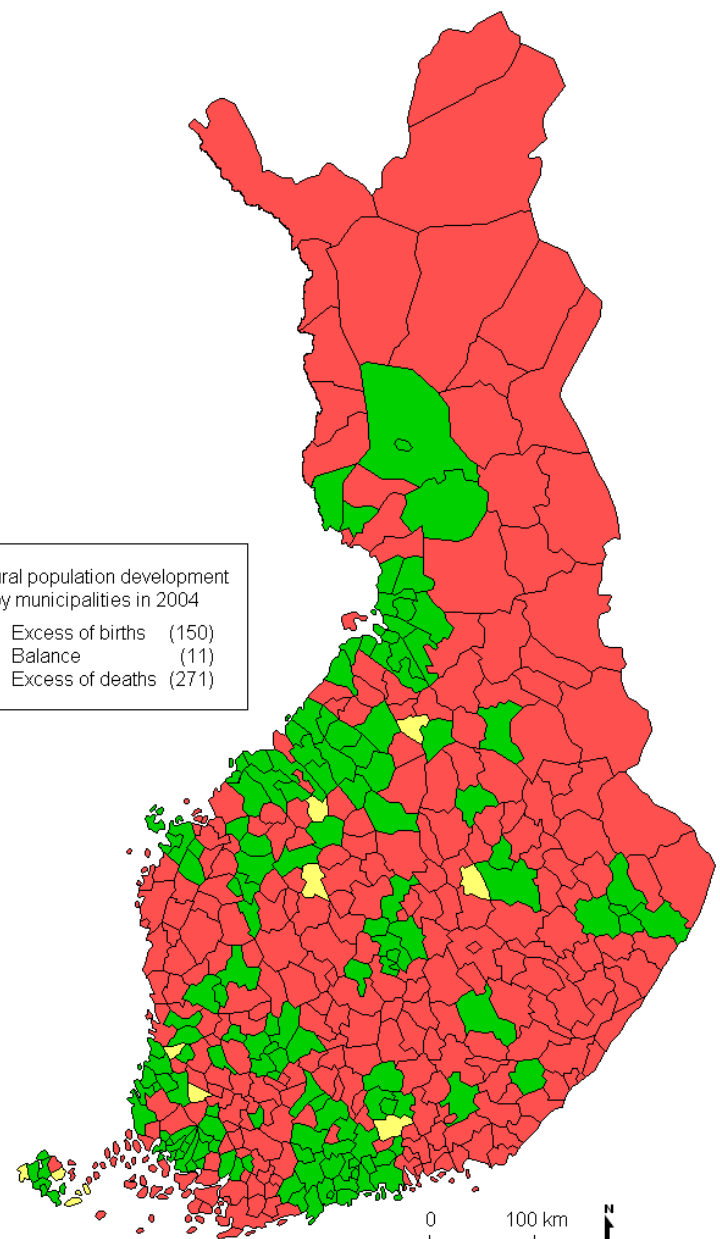 ural population development
by municipalities in 2004
Excess of births (150)
Balance (11)
Excess of deaths (271)
0 100 km N